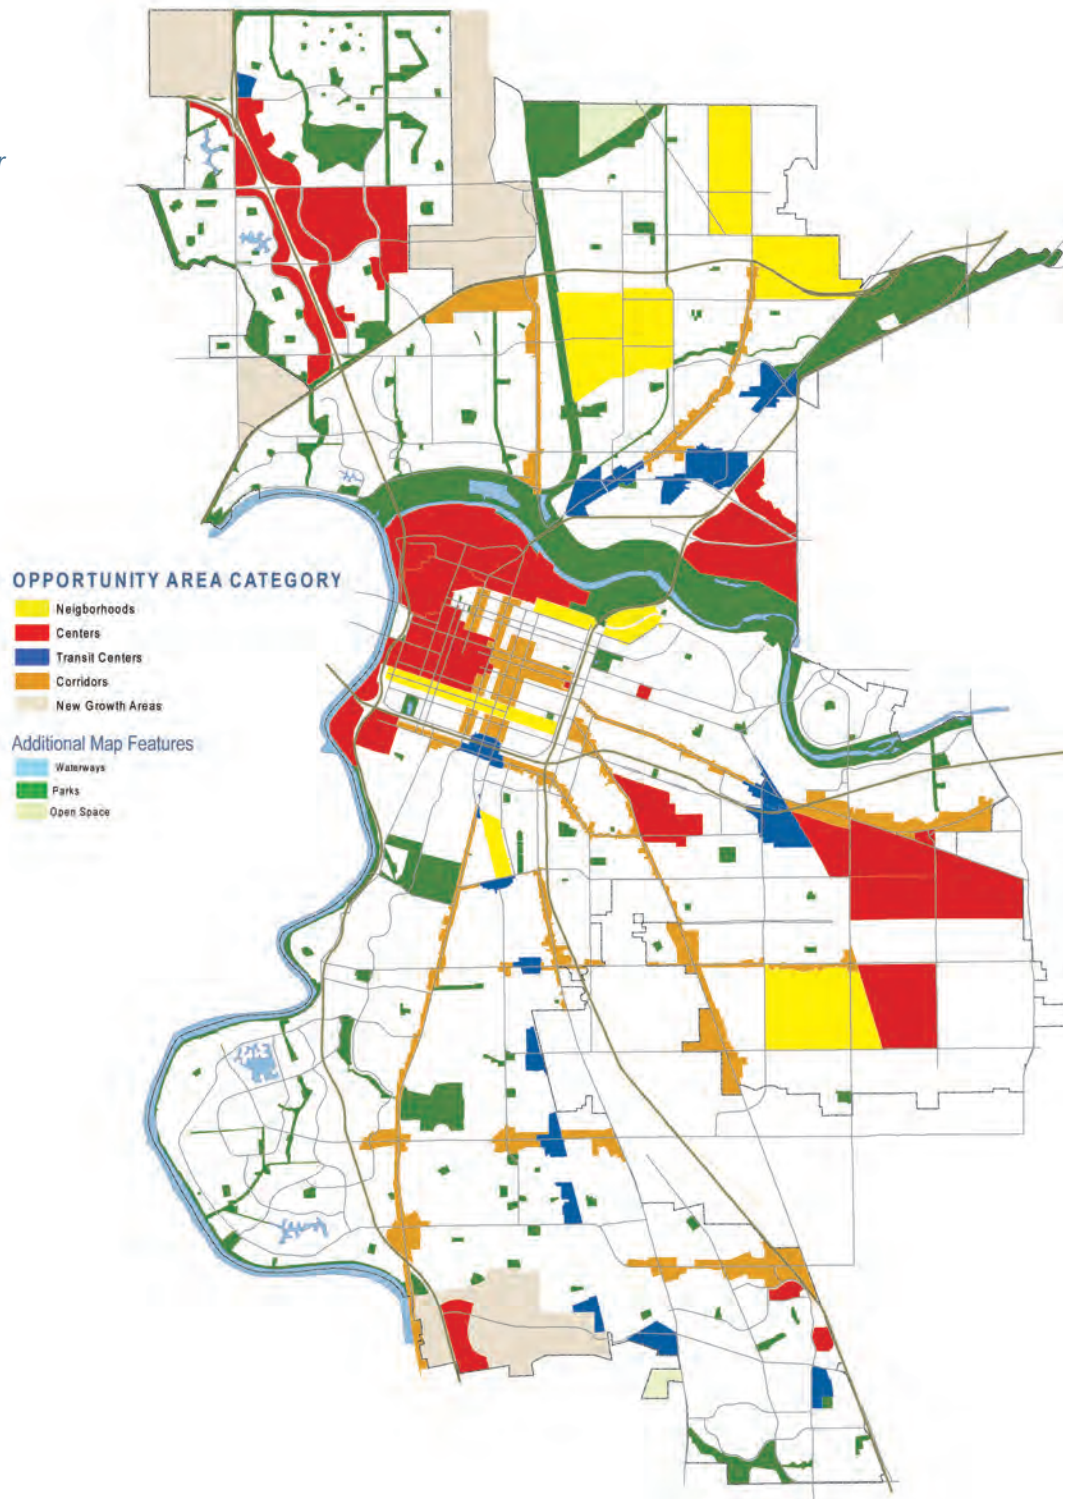 r
OPPORTUNITY AREA CATEGORY
Neigborhoods
Centers
Transit Centers
Corridors
New Growth Areas
Additional Map Features
Waterways
Parks
Open Space